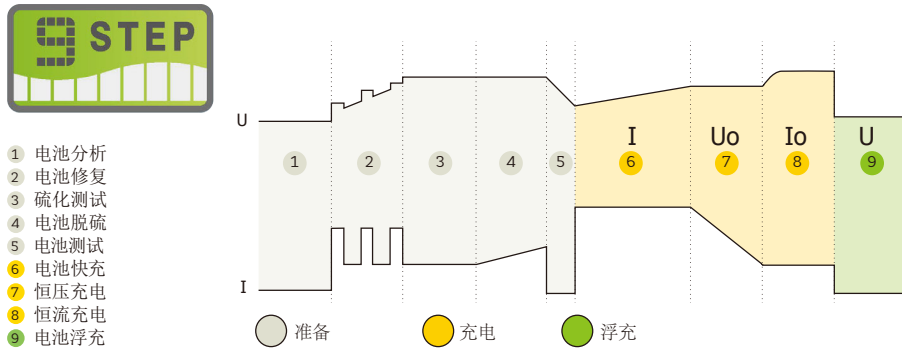 9 STEP
1 电池分析
2 电池修复
3 硫化测试
4 电池脱硫
5 电池测试
6 电池快充
7 恒压充电
8 恒流充电
9 电池浮充
U
I Uo Io U
1 2 3 4 5 6 7 8 9
I
准备 充电 浮充